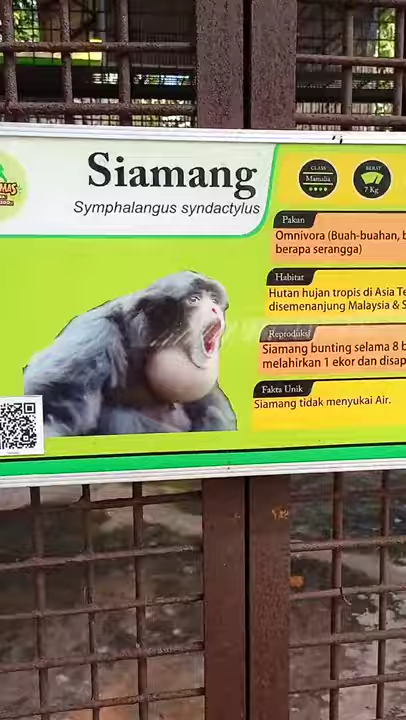 Siamang
Symphalangus syndactylus
CLASS
Mamalia
BERAT
7 Kg
Pakan
Omnivora (Buah-buahan, b
berapa serangga)
Habitat
Hutan hujan tropis di Asia Te
disemenanjung Malaysia & S
Reproduksi
Siamang bunting selama 8 b
melahirkan 1 ekor dan disap
Fakta Unik
Siamang tidak menyukai Air.